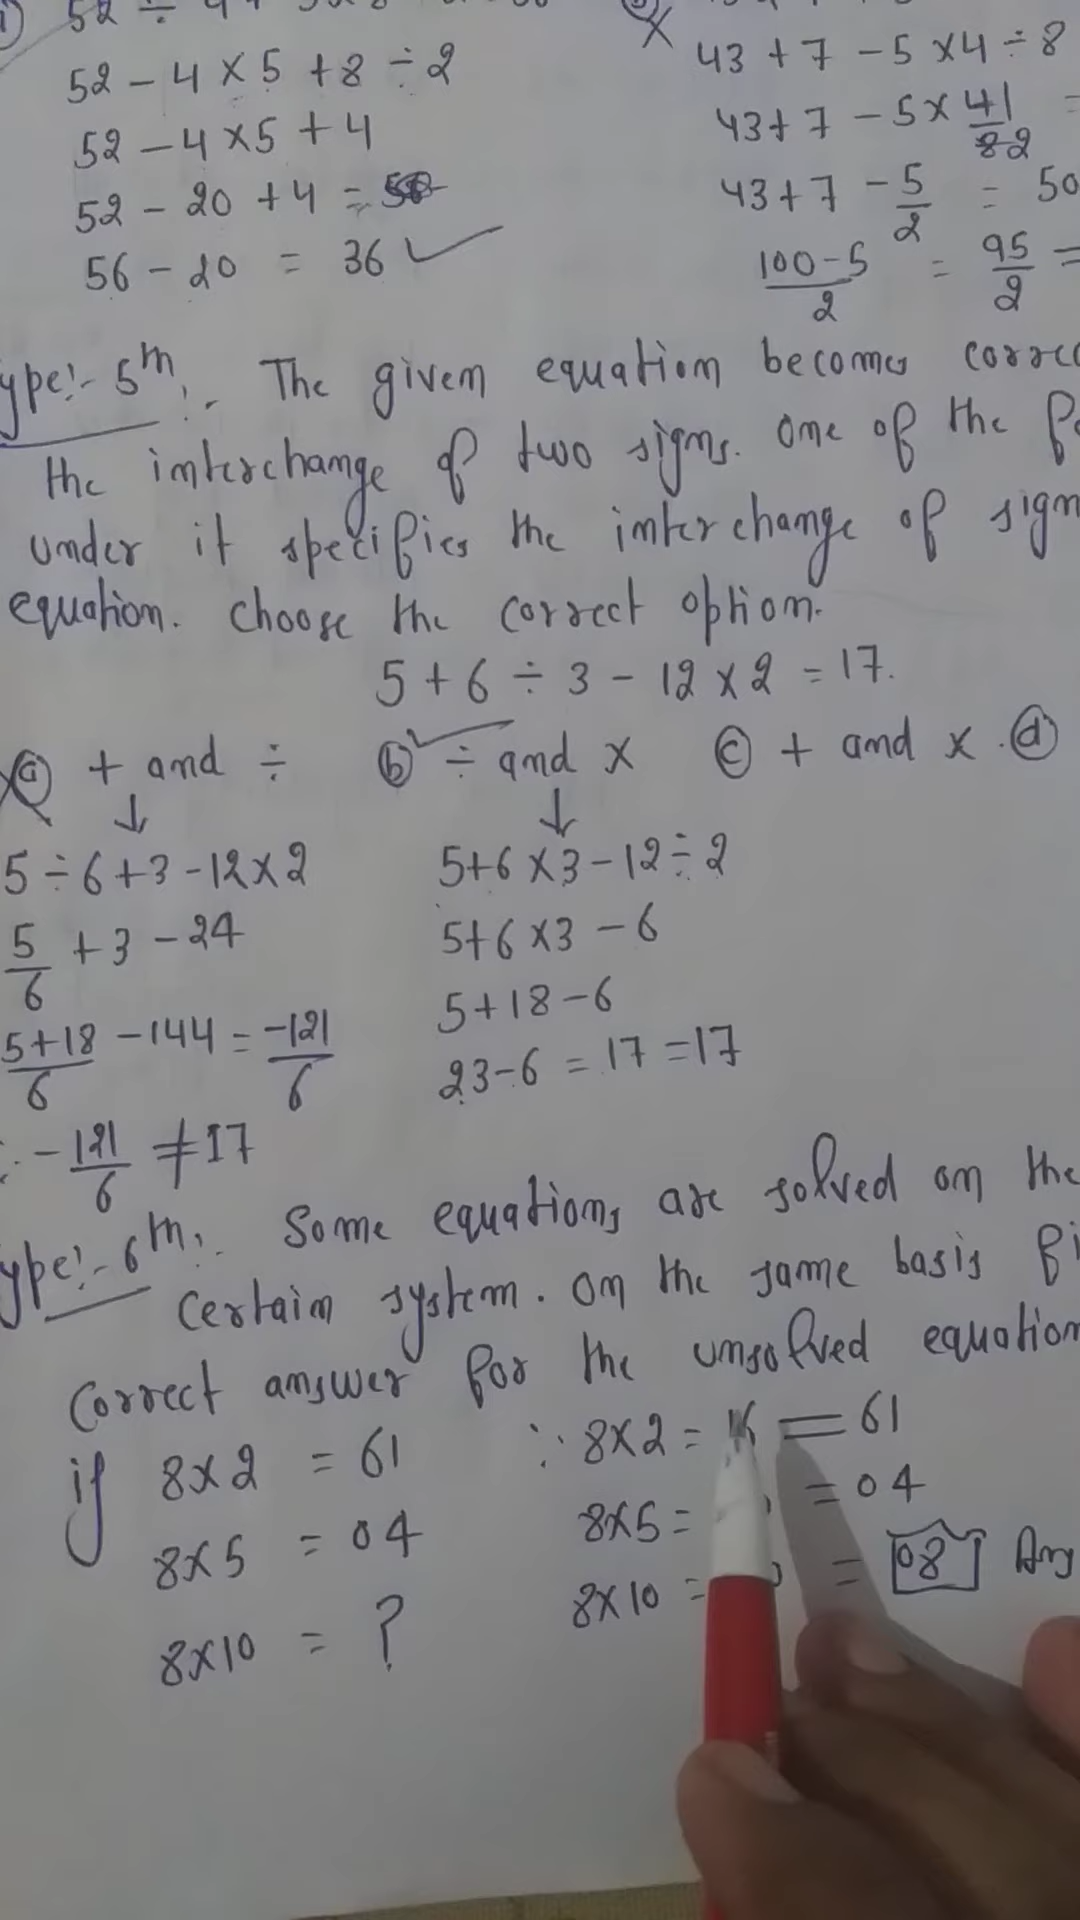 52 - 4 × 5 + 8 ÷ 2
52 - 4 × 5 + 4
52 - 20 + 4 =
56 - 20 = 36 ✓
43 + 7 - 5 × 4 ÷ 8
43 + 7 - 5 ×
43 + 7 - 5/2 = 50
100-5/2 = 95/2 =
ype:- 5th:- The given equation becomes
the interchange of two signs. One of the
under it specifies the interchange of sign
equation. Choose the correct option.
5 + 6 ÷ 3 - 12 × 2 = 17.
(a) + and ÷ (b) ÷ and × (c) + and ×. (d)
↓ ↓
5 ÷ 6 + 3 - 12 × 2
5/6 + 3 - 24
5+18-144/6 = -121/6
∴ -121/6 ≠ 17
5+6 × 3 - 12 ÷ 2
5+6 × 3 - 6
5+18-6
23-6 = 17 = 17
ype:- 6th:. Some equations are solved on the
certain system. On the same basis
correct answer for the unsolved equation
if 8×2 = 61
8×5 = 04
8×10 = ?
∵ 8×2 = 16 = 61
8×5 = = 04
8×10 = = 08 Ans